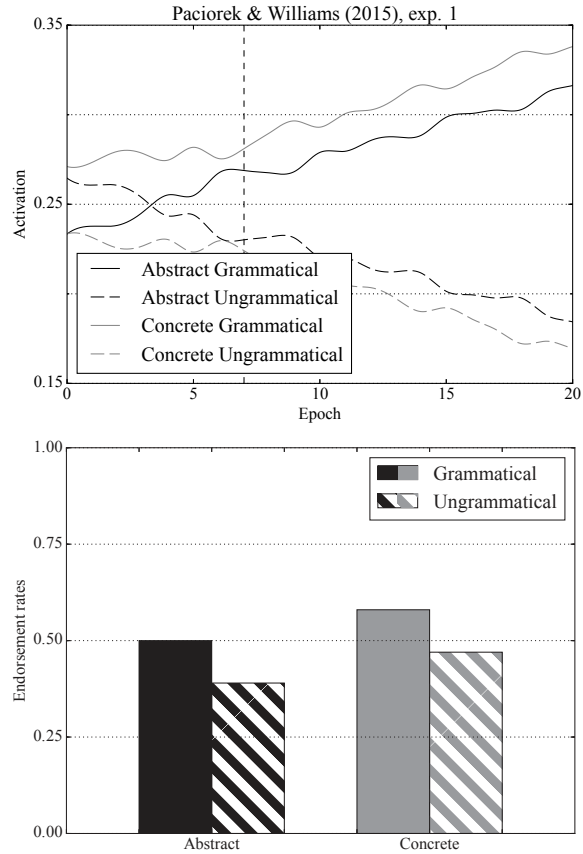 Paciorek & Williams (2015), exp. 1
0.35
0.25
0.15
Activation
Abstract Grammatical
Abstract Ungrammatical
Concrete Grammatical
Concrete Ungrammatical
0 5 10 15 20
Epoch
1.00
0.75
0.50
0.25
0.00
Endorsement rates
Grammatical
Ungrammatical
Abstract Concrete